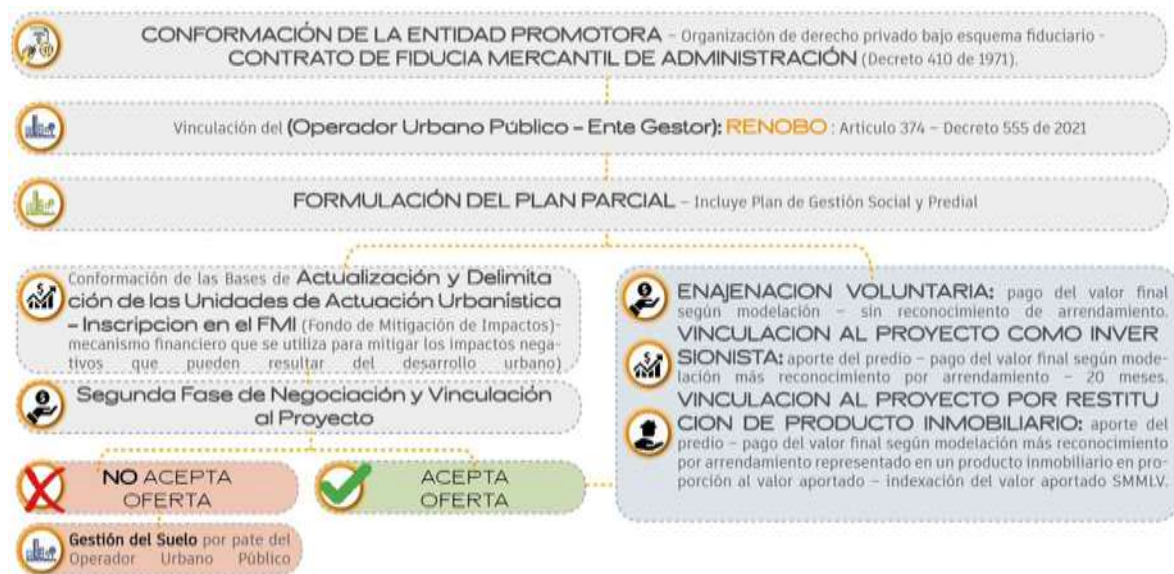 CONFORMACIÓN DE LA ENTIDAD PROMOTORA – Organización de derecho privado bajo esquema fiduciario -
CONTRATO DE FIDUCIA MERCANTIL DE ADMINISTRACIÓN (Decreto 410 de 1971).
Vinculación del (Operador Urbano Público – Ente Gestor): RENOBO : Artículo 374 – Decreto 555 de 2021
FORMULACIÓN DEL PLAN PARCIAL – Incluye Plan de Gestión Social y Predial
Conformación de las Bases de Actualización y Delimita
ción de las Unidades de Actuación Urbanística
– Inscripcion en el FMI (Fondo de Mitigación de Impactos)-
mecanismo financiero que se utiliza para mitigar los impactos nega-
tivos que pueden resultar del desarrollo urbano)
Segunda Fase de Negociación y Vinculación
al Proyecto
NO ACEPTA
OFERTA
ACEPTA
OFERTA
Gestión del Suelo por pate del
Operador Urbano Público
ENAJENACION VOLUNTARIA: pago del valor final
según modelación – sin reconocimiento de arrendamiento.
VINCULACION AL PROYECTO COMO INVER
SIONISTA: aporte del predio – pago del valor final según mode-
lación más reconocimiento por arrendamiento – 20 meses.
VINCULACION AL PROYECTO POR RESTITU
CION DE PRODUCTO INMOBILIARIO: aporte del
predio – pago del valor final según modelación más reconocimiento
por arrendamiento representado en un producto inmobiliario en pro-
porción al valor aportado – indexación del valor aportado SMMLV.